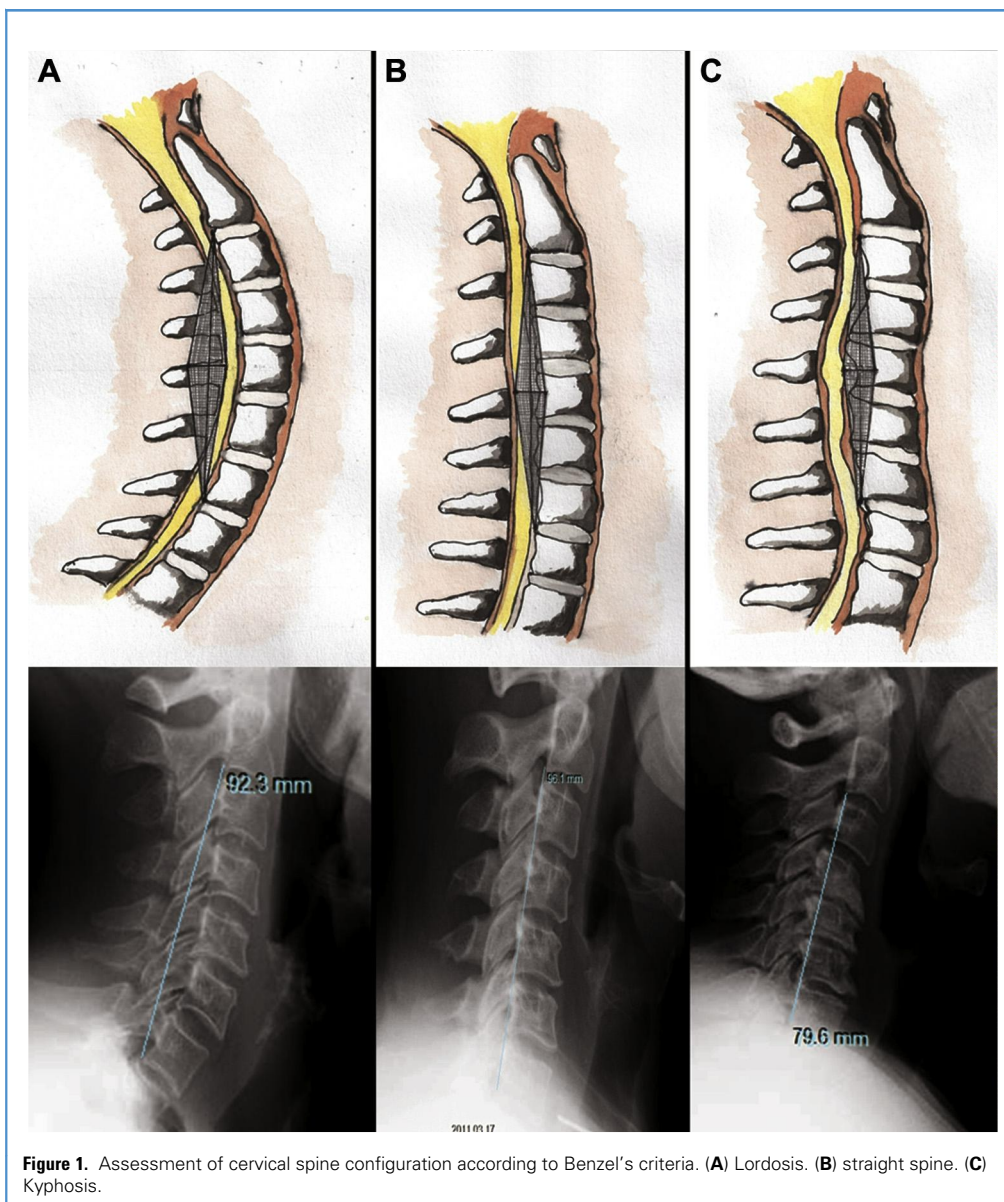 A
B
C
92.3 mm
96.1 mm
79.6 mm
2011.03.17
Figure 1. Assessment of cervical spine configuration according to Benzel's criteria. (A) Lordosis. (B) straight spine. (C)
Kyphosis.